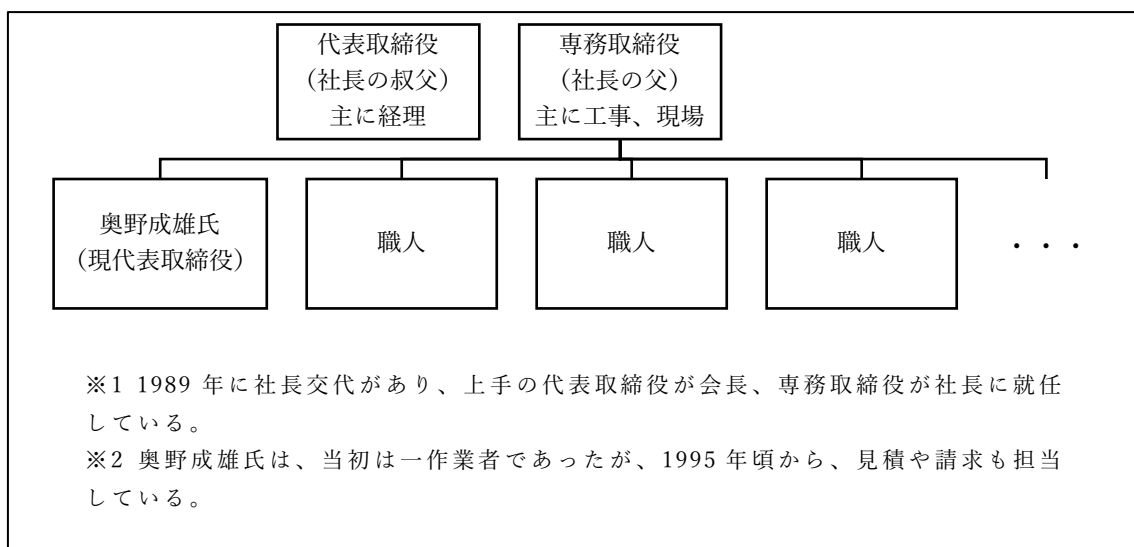 代表取締役
(社長の叔父)
主に経理
専務取締役
(社長の父)
主に工事、現場
奥野成雄氏
(現代表取締役)
職人
職人
職人
・・・
※1 1989 年に社長交代があり、上手の代表取締役が会長、専務取締役が社長に就任
している。
※2 奥野成雄氏は、当初は一作業者であったが、1995 年頃から、見積や請求も担当
している。